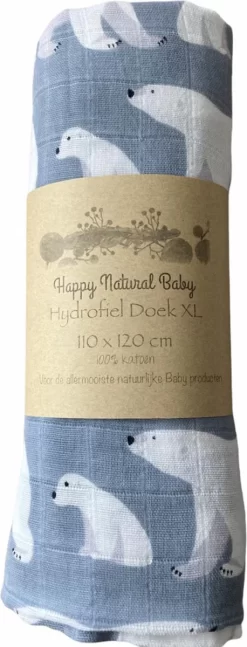 Happy Natural Baby
Hydrofiel Doek XL
110 x 120 cm
100% katoen
Voor de allermooiste natuurlijke Baby producten